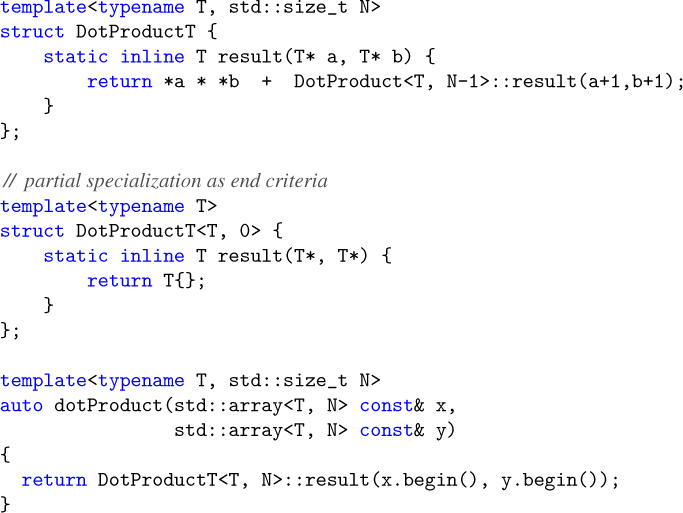 template<typename T, std::size_t N>
struct DotProductT {
    static inline T result(T* a, T* b) {
        return *a * *b  +  DotProduct<T, N-1>::result(a+1,b+1);
    }
};

// partial specialization as end criteria
template<typename T>
struct DotProductT<T, 0> {
    static inline T result(T*, T*) {
        return T{};
    }
};

template<typename T, std::size_t N>
auto dotProduct(std::array<T, N> const& x,
                std::array<T, N> const& y)
{
  return DotProductT<T, N>::result(x.begin(), y.begin());
}